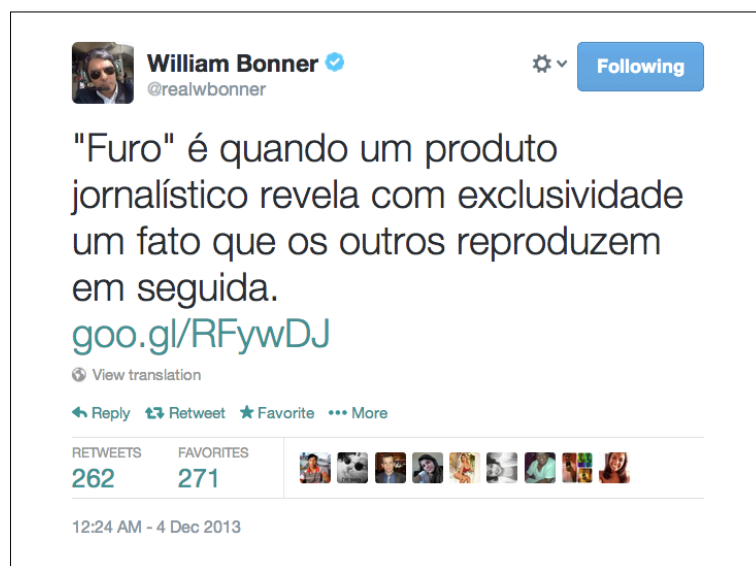 William Bonner
@realwbonner
Following
"Furo" é quando um produto
jornalístico revela com exclusividade
um fato que os outros reproduzem
em seguida.
goo.gl/RFywDJ
View translation
Reply Retweet Favorite More
RETWEETS FAVORITES
262 271
12:24 AM - 4 Dec 2013